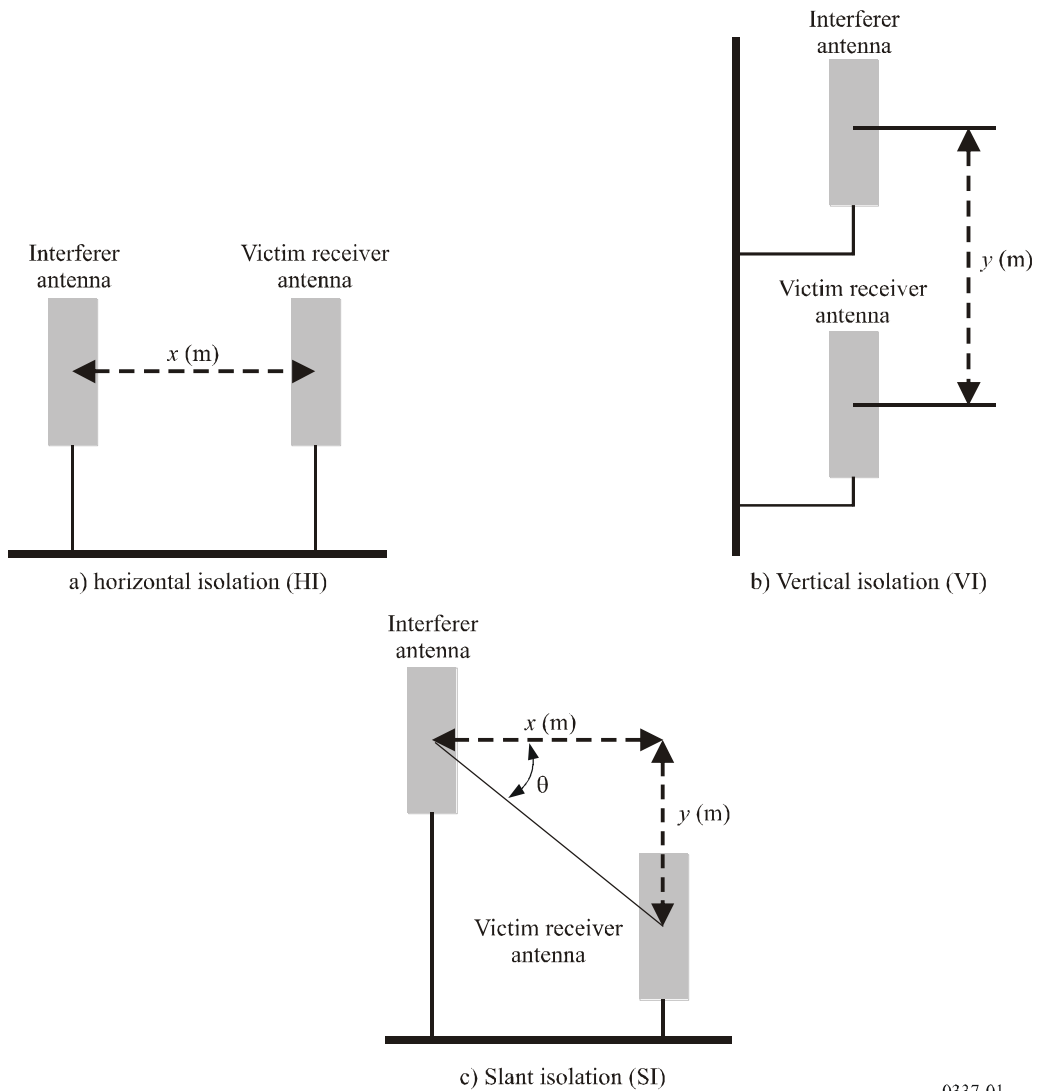 Interferer
antenna
Interferer
antenna
Victim receiver
antenna
x (m)
y (m)
Victim receiver
antenna
a) horizontal isolation (HI)
b) Vertical isolation (VI)
Interferer
antenna
x (m)
θ
y (m)
Victim receiver
antenna
c) Slant isolation (SI)
0337-01